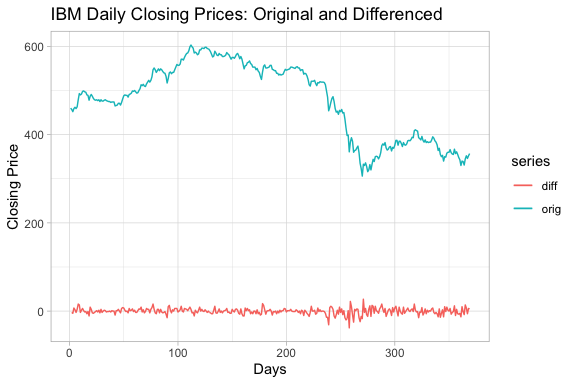 IBM Daily Closing Prices: Original and Differenced
600
400
200
0
0
100
200
300
Days
Closing Price
series
diff
orig